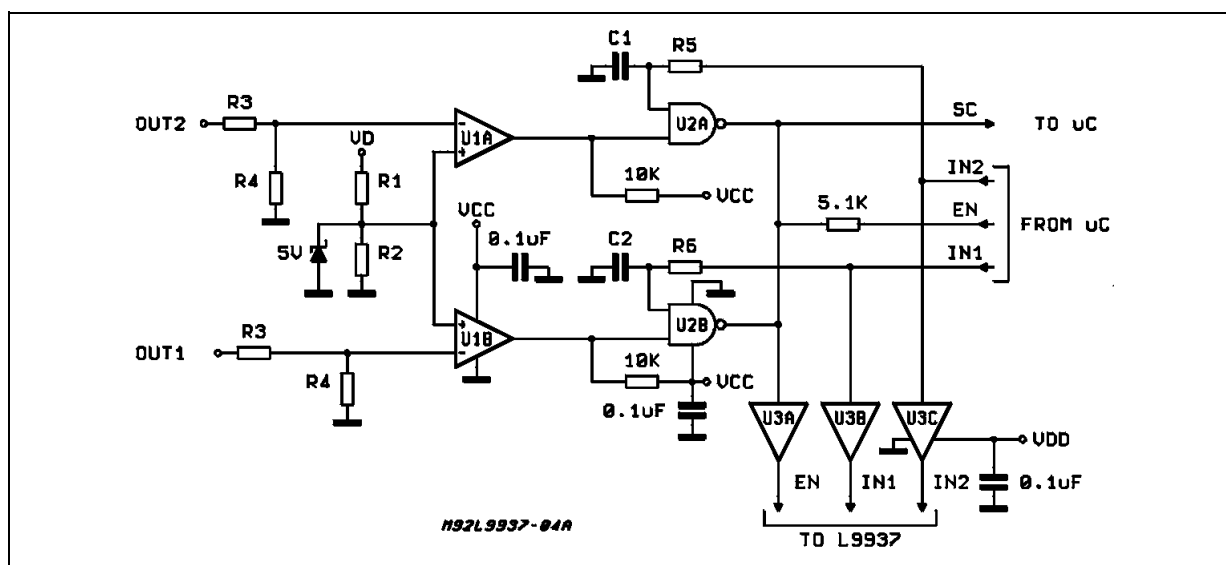 C1
R5
R3
OUT2
U1A
U2A
SC
TO uC
VD
IN2
R4
R1
10K
VCC
5.1K
EN
FROM uC
VCC
0.1uF
C2
R6
IN1
5V
R2
U2B
R3
U1B
OUT1
10K
VCC
R4
0.1uF
U3A
U3B
U3C
VDD
EN
IN1
IN2
0.1uF
M92L9937-04A
TO L9937